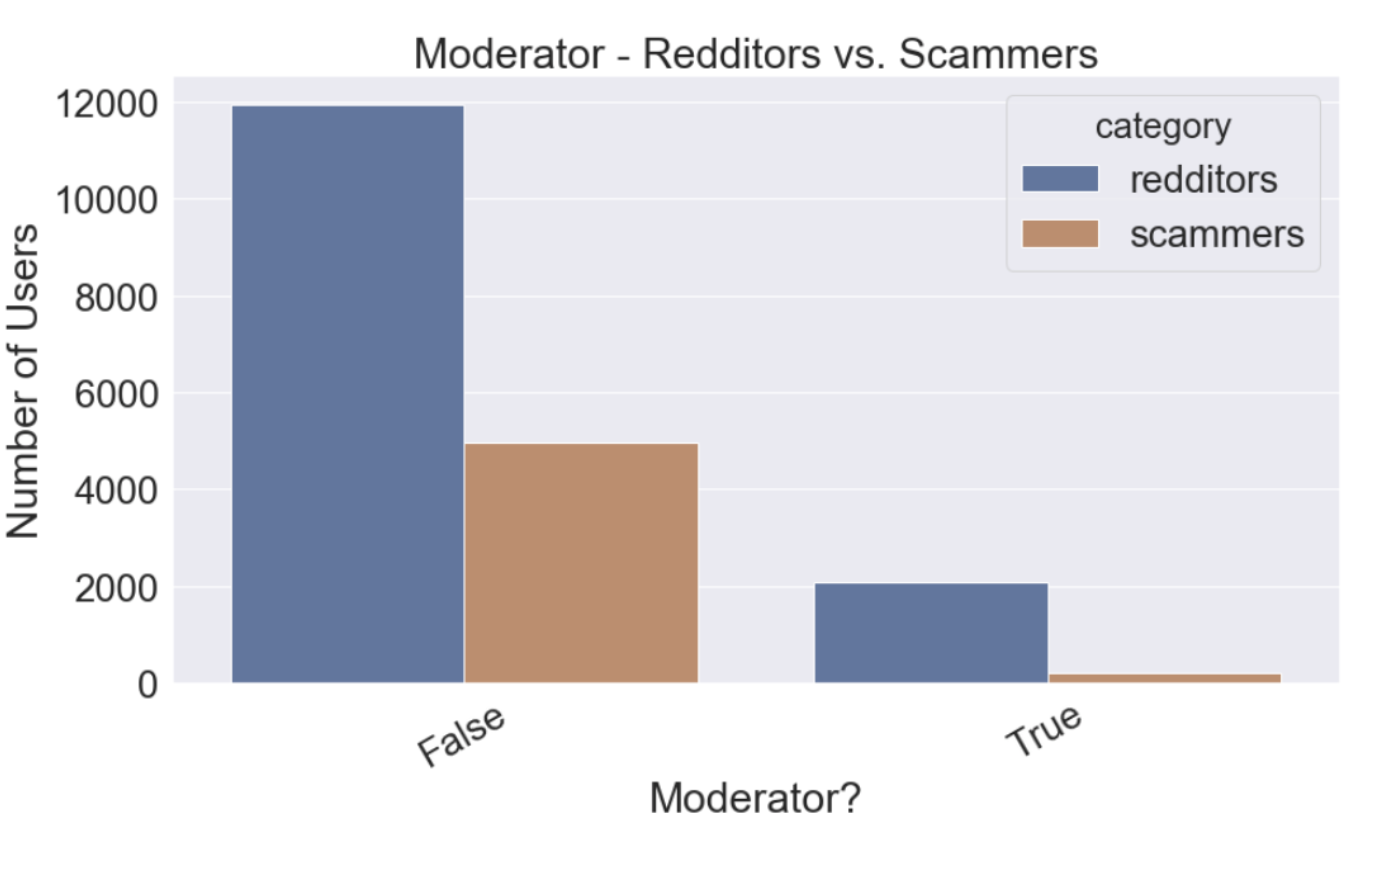 Moderator - Redditors vs. Scammers
category
redditors
scammers
Number of Users
12000
10000
8000
6000
4000
2000
0
False
True
Moderator?